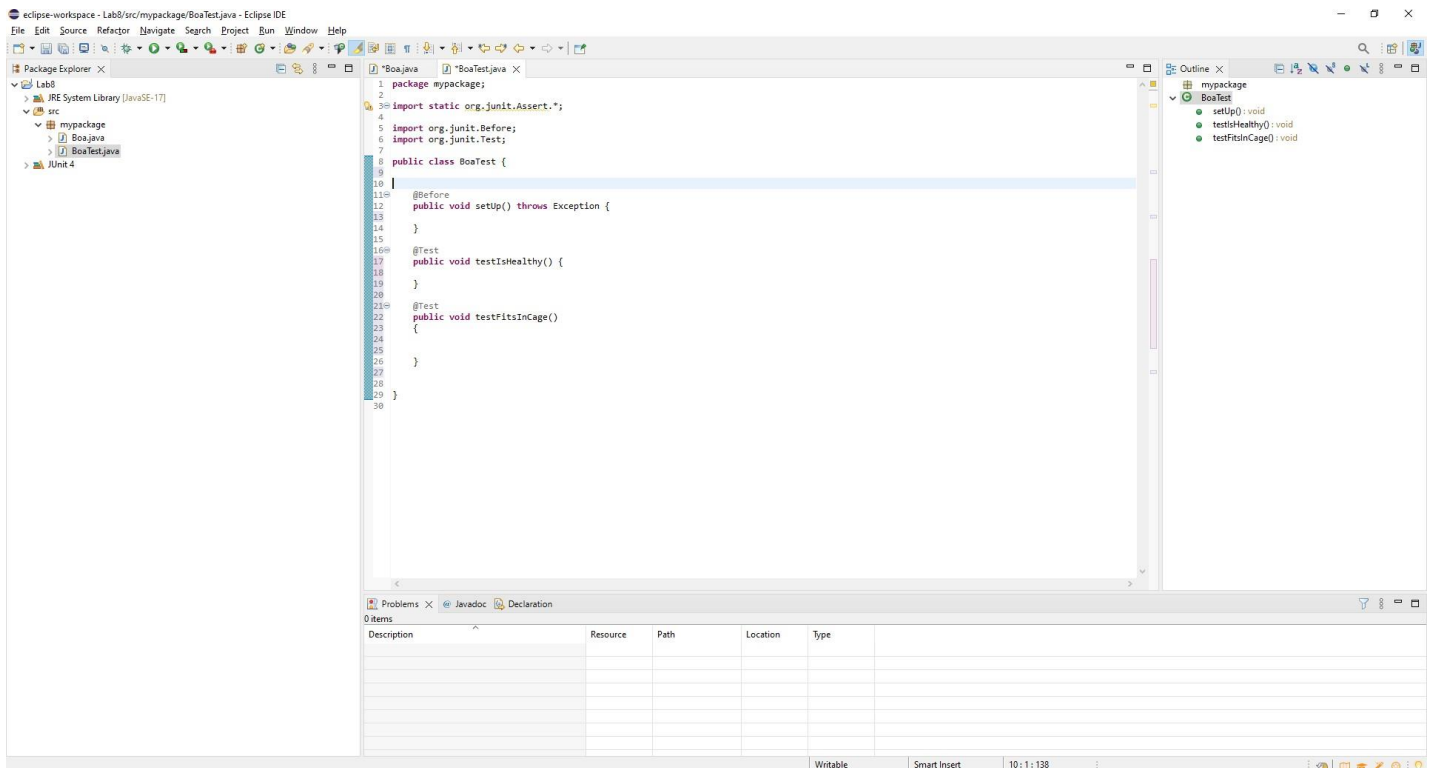 eclipse-workspace - Lab8/src/mypackage/BoaTest.java - Eclipse IDE
File Edit Source Refactor Navigate Search Project Run Window Help
Package Explorer
Lab8
JRE System Library [JavaSE-17]
src
mypackage
Boa.java
BoaTest.java
JUnit 4
*Boa.java *BoaTest.java
1 package mypackage;
2
3 import static org.junit.Assert.*;
4
5 import org.junit.Before;
6 import org.junit.Test;
7
8 public class BoaTest {
9
10
11 @Before
12 public void setUp() throws Exception {
13
14 }
15
16 @Test
17 public void testIsHealthy() {
18
19 }
20
21 @Test
22 public void testFitsInCage()
23 {
24
25
26 }
27
28
29 }
30
Outline
mypackage
BoaTest
setUp() : void
testIsHealthy() : void
testFitsInCage() : void
Problems @ Javadoc Declaration
0 items
Description Resource Path Location Type
Writable Smart Insert 10 : 1 : 138